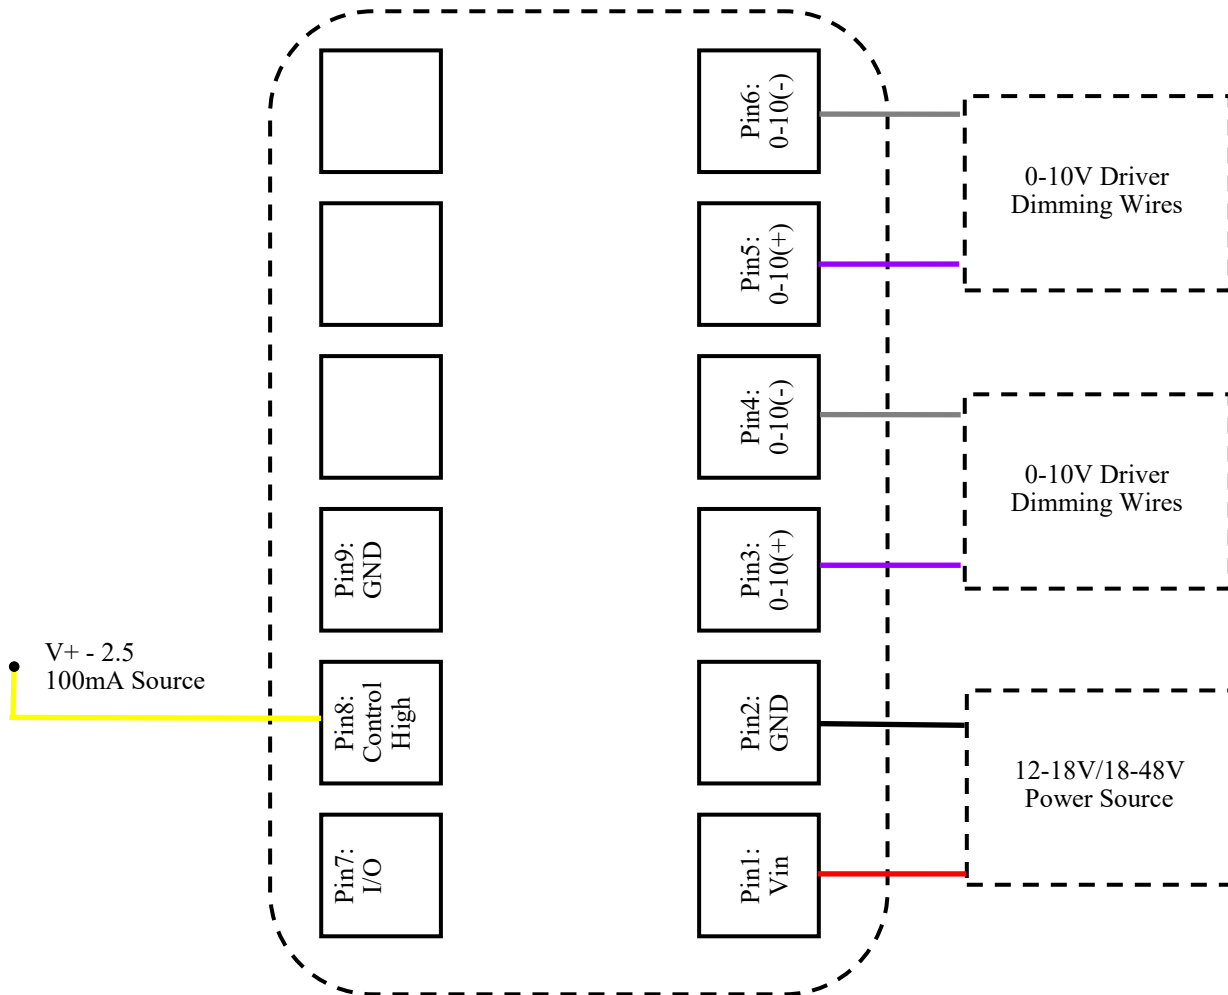 Pin6:
0-10(-)
0-10V Driver
Dimming Wires
Pin5:
0-10(+)
Pin4:
0-10(-)
0-10V Driver
Dimming Wires
Pin9:
GND
Pin3:
0-10(+)
V+ - 2.5
100mA Source
Pin8:
Control
High
Pin2:
GND
12-18V/18-48V
Power Source
Pin7:
I/O
Pin1:
Vin